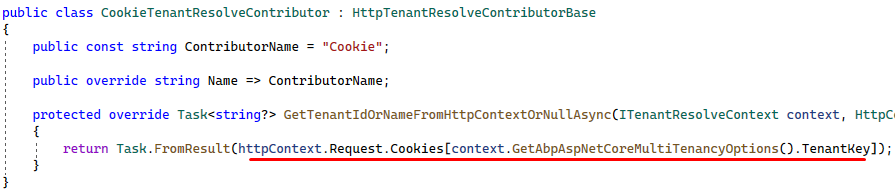 public class CookieTenantResolveContributor : HttpTenantResolveContributorBase
{
public const string ContributorName = "Cookie";
public override string Name => ContributorName;
protected override Task<string?> GetTenantIdOrNameFromHttpContextOrNullAsync(ITenantResolveContext context, HttpC
{
return Task.FromResult(httpContext.Request.Cookies[context.GetAbpAspNetCoreMultiTenancyOptions().TenantKey]);
}
}